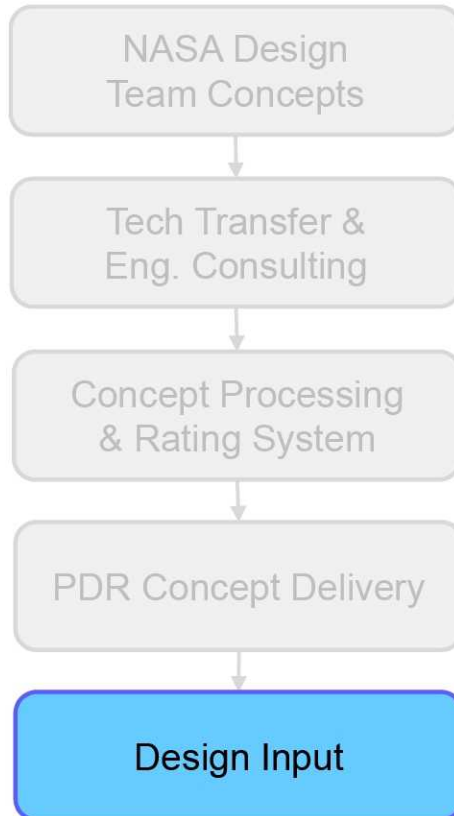 NASA Design
Team Concepts
Tech Transfer &
Eng. Consulting
Concept Processing
& Rating System
PDR Concept Delivery
Design Input